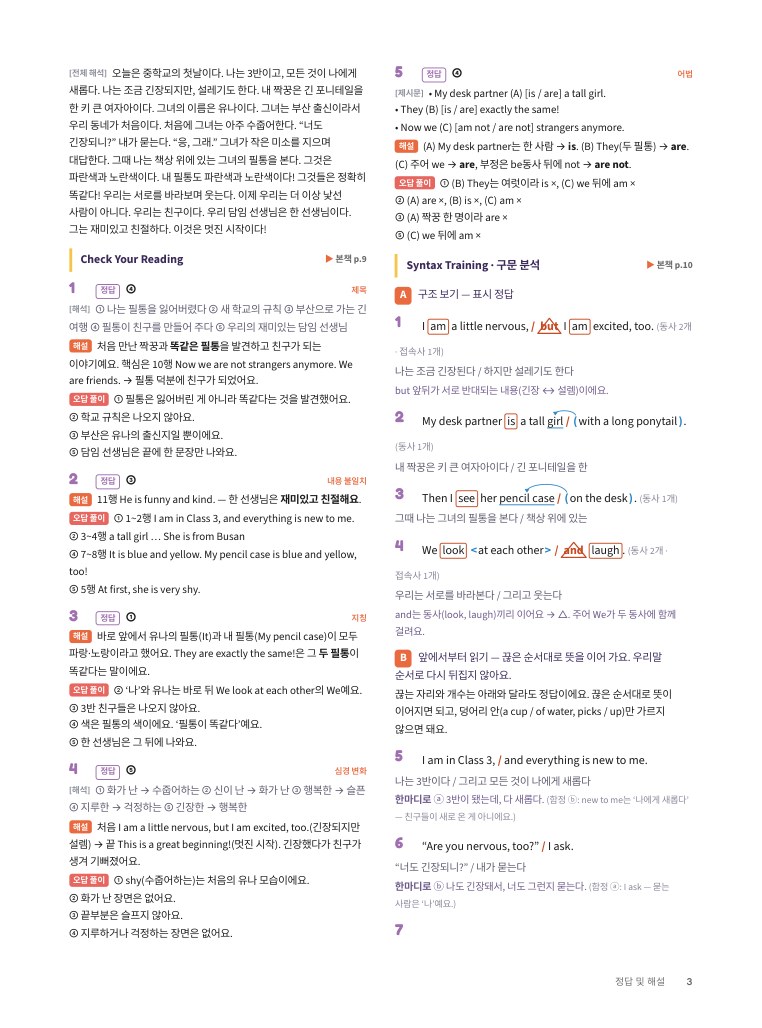 [전체 해석] 오늘은 중학교의 첫날이다. 나는 3반이고, 모든 것이 나에게
새롭다. 나는 조금 긴장되지만, 설레기도 한다. 내 짝꿍은 긴 포니테일을
한 키 큰 여자아이다. 그녀의 이름은 유나이다. 그녀는 부산 출신이라서
우리 동네가 처음이다. 처음에 그녀는 아주 수줍어한다. “너도
긴장되니?” 내가 묻는다. “응, 그래.” 그녀가 작은 미소를 지으며
대답한다. 그때 나는 책상 위에 있는 그녀의 필통을 본다. 그것은
파란색과 노란색이다. 내 필통도 파란색과 노란색이다! 그것들은 정확히
똑같다! 우리는 서로를 바라보며 웃는다. 이제 우리는 더 이상 낯선
사람이 아니다. 우리는 친구이다. 우리 담임 선생님은 한 선생님이다.
그는 재미있고 친절하다. 이것은 멋진 시작이다!
Check Your Reading ▶ 본책 p.9
1 정답 ④ 제목
[해석] ① 나는 필통을 잃어버렸다 ② 새 학교의 규칙 ③ 부산으로 가는 긴
여행 ④ 필통이 친구를 만들어 주다 ⑤ 우리의 재미있는 담임 선생님
해설 처음 만난 짝꿍과 똑같은 필통을 발견하고 친구가 되는
이야기예요. 핵심은 10행 Now we are not strangers anymore. We
are friends. → 필통 덕분에 친구가 되었어요.
오답 풀이 ① 필통은 잃어버린 게 아니라 똑같다는 것을 발견했어요.
② 학교 규칙은 나오지 않아요.
③ 부산은 유나의 출신지일 뿐이에요.
⑤ 담임 선생님은 끝에 한 문장만 나와요.
2 정답 ③ 내용 불일치
해설 11행 He is funny and kind. — 한 선생님은 재미있고 친절해요.
오답 풀이 ① 1~2행 I am in Class 3, and everything is new to me.
② 3~4행 a tall girl … She is from Busan
④ 7~8행 It is blue and yellow. My pencil case is blue and yellow,
too!
⑤ 5행 At first, she is very shy.
3 정답 ① 지칭
해설 바로 앞에서 유나의 필통(It)과 내 필통(My pencil case)이 모두
파랑·노랑이라고 했어요. They are exactly the same!은 그 두 필통이
똑같다는 말이에요.
오답 풀이 ② ‘나’와 유나는 바로 뒤 We look at each other의 We예요.
③ 3반 친구들은 나오지 않아요.
④ 색은 필통의 색이에요. ‘필통이 똑같다’예요.
⑤ 한 선생님은 그 뒤에 나와요.
4 정답 ⑤ 심경 변화
[해석] ① 화가 난 → 수줍어하는 ② 신이 난 → 화가 난 ③ 행복한 → 슬픈
④ 지루한 → 걱정하는 ⑤ 긴장한 → 행복한
해설 처음 I am a little nervous, but I am excited, too.(긴장되지만
설렘) → 끝 This is a great beginning!(멋진 시작). 긴장했다가 친구가
생겨 기뻐졌어요.
오답 풀이 ① shy(수줍어하는)는 처음의 유나 모습이에요.
② 화가 난 장면은 없어요.
③ 끝부분은 슬프지 않아요.
④ 지루하거나 걱정하는 장면은 없어요.
5 정답 ④ 어법
[제시문] • My desk partner (A) [is / are] a tall girl.
• They (B) [is / are] exactly the same!
• Now we (C) [am not / are not] strangers anymore.
해설 (A) My desk partner는 한 사람 → is. (B) They(두 필통) → are.
(C) 주어 we → are, 부정은 be동사 뒤에 not → are not.
오답 풀이 ① (B) They는 여럿이라 is ×, (C) we 뒤에 am ×
② (A) are ×, (B) is ×, (C) am ×
③ (A) 짝꿍 한 명이라 are ×
⑤ (C) we 뒤에 am ×
Syntax Training · 구문 분석 ▶ 본책 p.10
A 구조 보기 — 표시 정답
1 I am a little nervous, / but I am excited, too. (동사 2개
· 접속사 1개)
나는 조금 긴장된다 / 하지만 설레기도 한다
but 앞뒤가 서로 반대되는 내용(긴장 ↔ 설렘)이에요.
2 My desk partner is a tall girl / (with a long ponytail).
(동사 1개)
내 짝꿍은 키 큰 여자아이다 / 긴 포니테일을 한
3 Then I see her pencil case / (on the desk). (동사 1개)
그때 나는 그녀의 필통을 본다 / 책상 위에 있는
4 We look <at each other> / and laugh. (동사 2개 ·
접속사 1개)
우리는 서로를 바라본다 / 그리고 웃는다
and는 동사(look, laugh)끼리 이어요 → △. 주어 We가 두 동사에 함께
걸려요.
B 앞에서부터 읽기 — 끊은 순서대로 뜻을 이어 가요. 우리말
순서로 다시 뒤집지 않아요.
끊는 자리와 개수는 아래와 달라도 정답이에요. 끊은 순서대로 뜻이
이어지면 되고, 덩어리 안(a cup / of water, picks / up)만 가르지
않으면 돼요.
5 I am in Class 3, / and everything is new to me.
나는 3반이다 / 그리고 모든 것이 나에게 새롭다
한마디로 ⓐ 3반이 됐는데, 다 새롭다. (함정 ⓑ: new to me는 ‘나에게 새롭다’
— 친구들이 새로 온 게 아니에요.)
6 “Are you nervous, too?” / I ask.
“너도 긴장되니?” / 내가 묻는다
한마디로 ⓑ 나도 긴장돼서, 너도 그런지 묻는다. (함정 ⓐ: I ask — 묻는
사람은 ‘나’예요.)
7
정답 및 해설 3